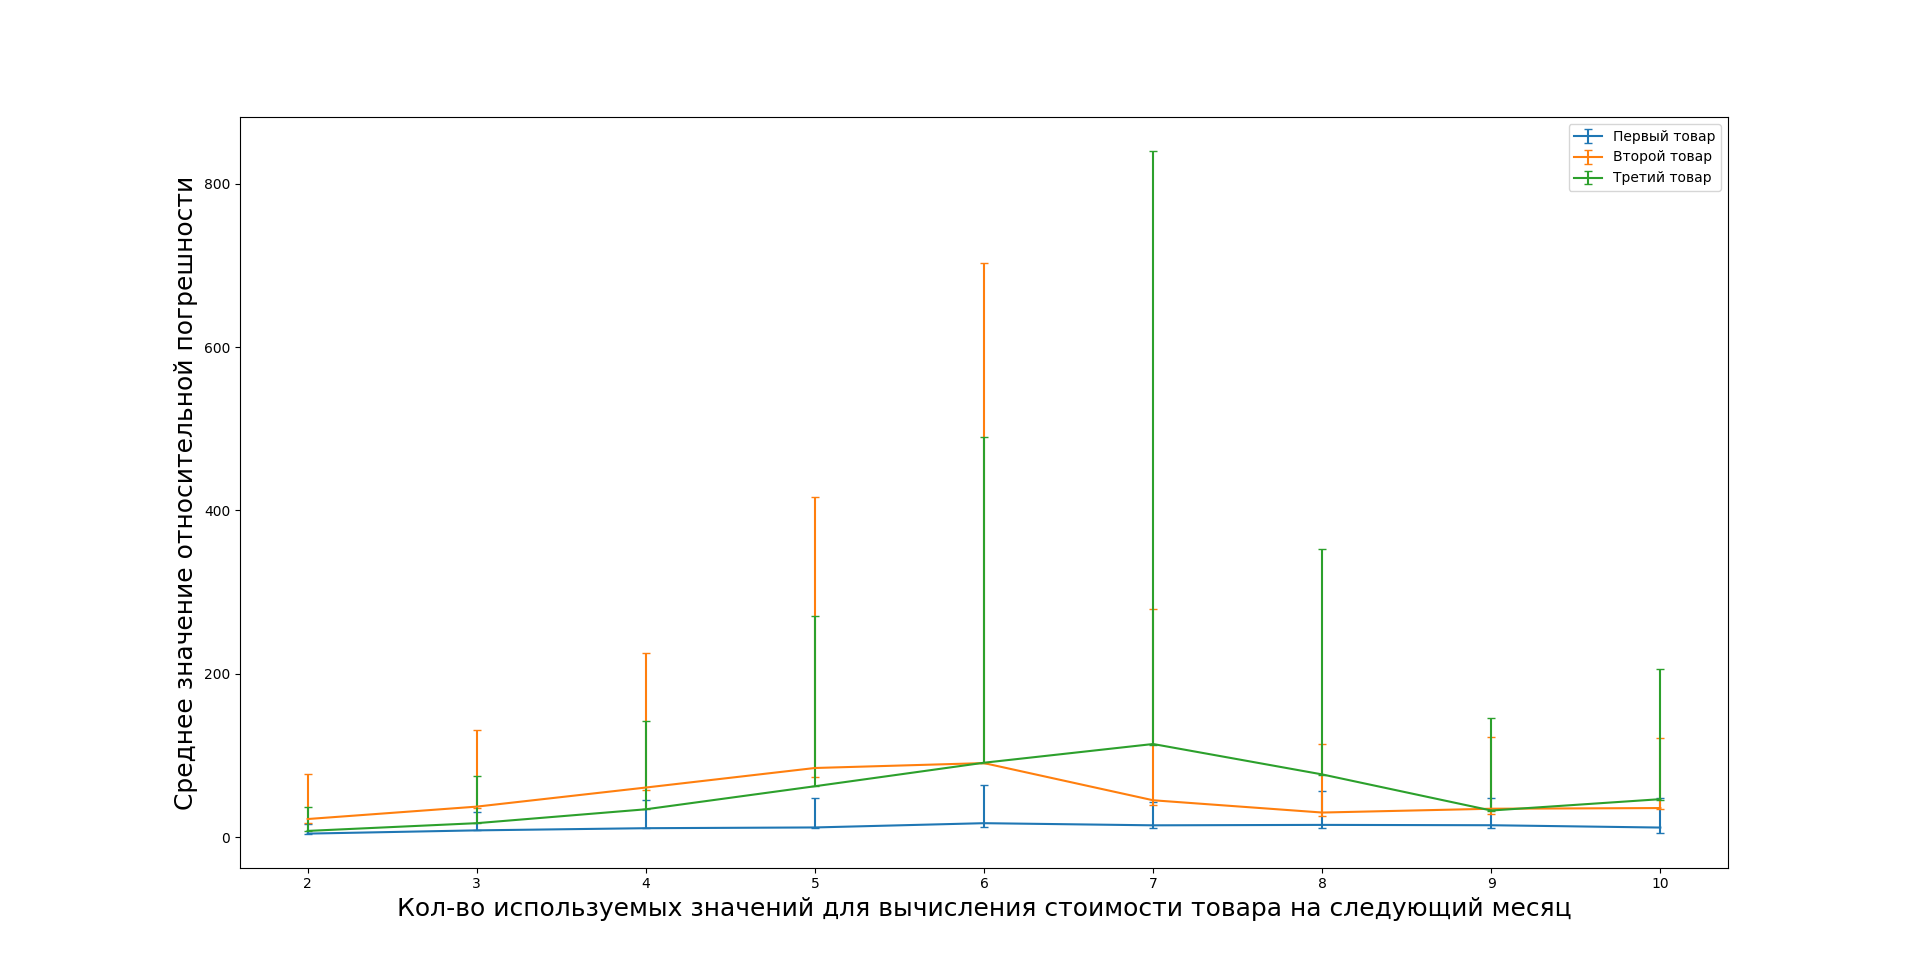 Первый товар
Второй товар
Третий товар
Среднее значение относительной погрешности
800
600
400
200
0
2 3 4 5 6 7 8 9 10
Кол-во используемых значений для вычисления стоимости товара на следующий месяц